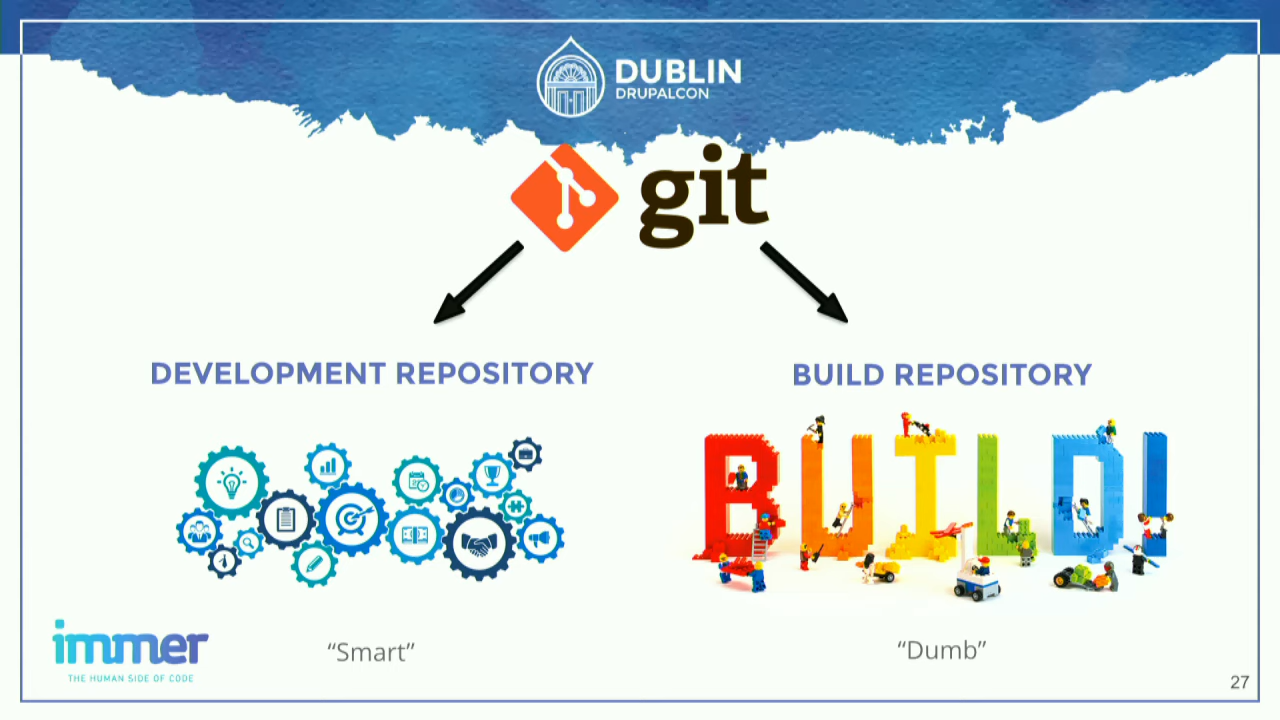 DUBLIN
DRUPALCON
git
DEVELOPMENT REPOSITORY
BUILD REPOSITORY
BUILD!
immer
THE HUMAN SIDE OF CODE
“Smart”
“Dumb”
27